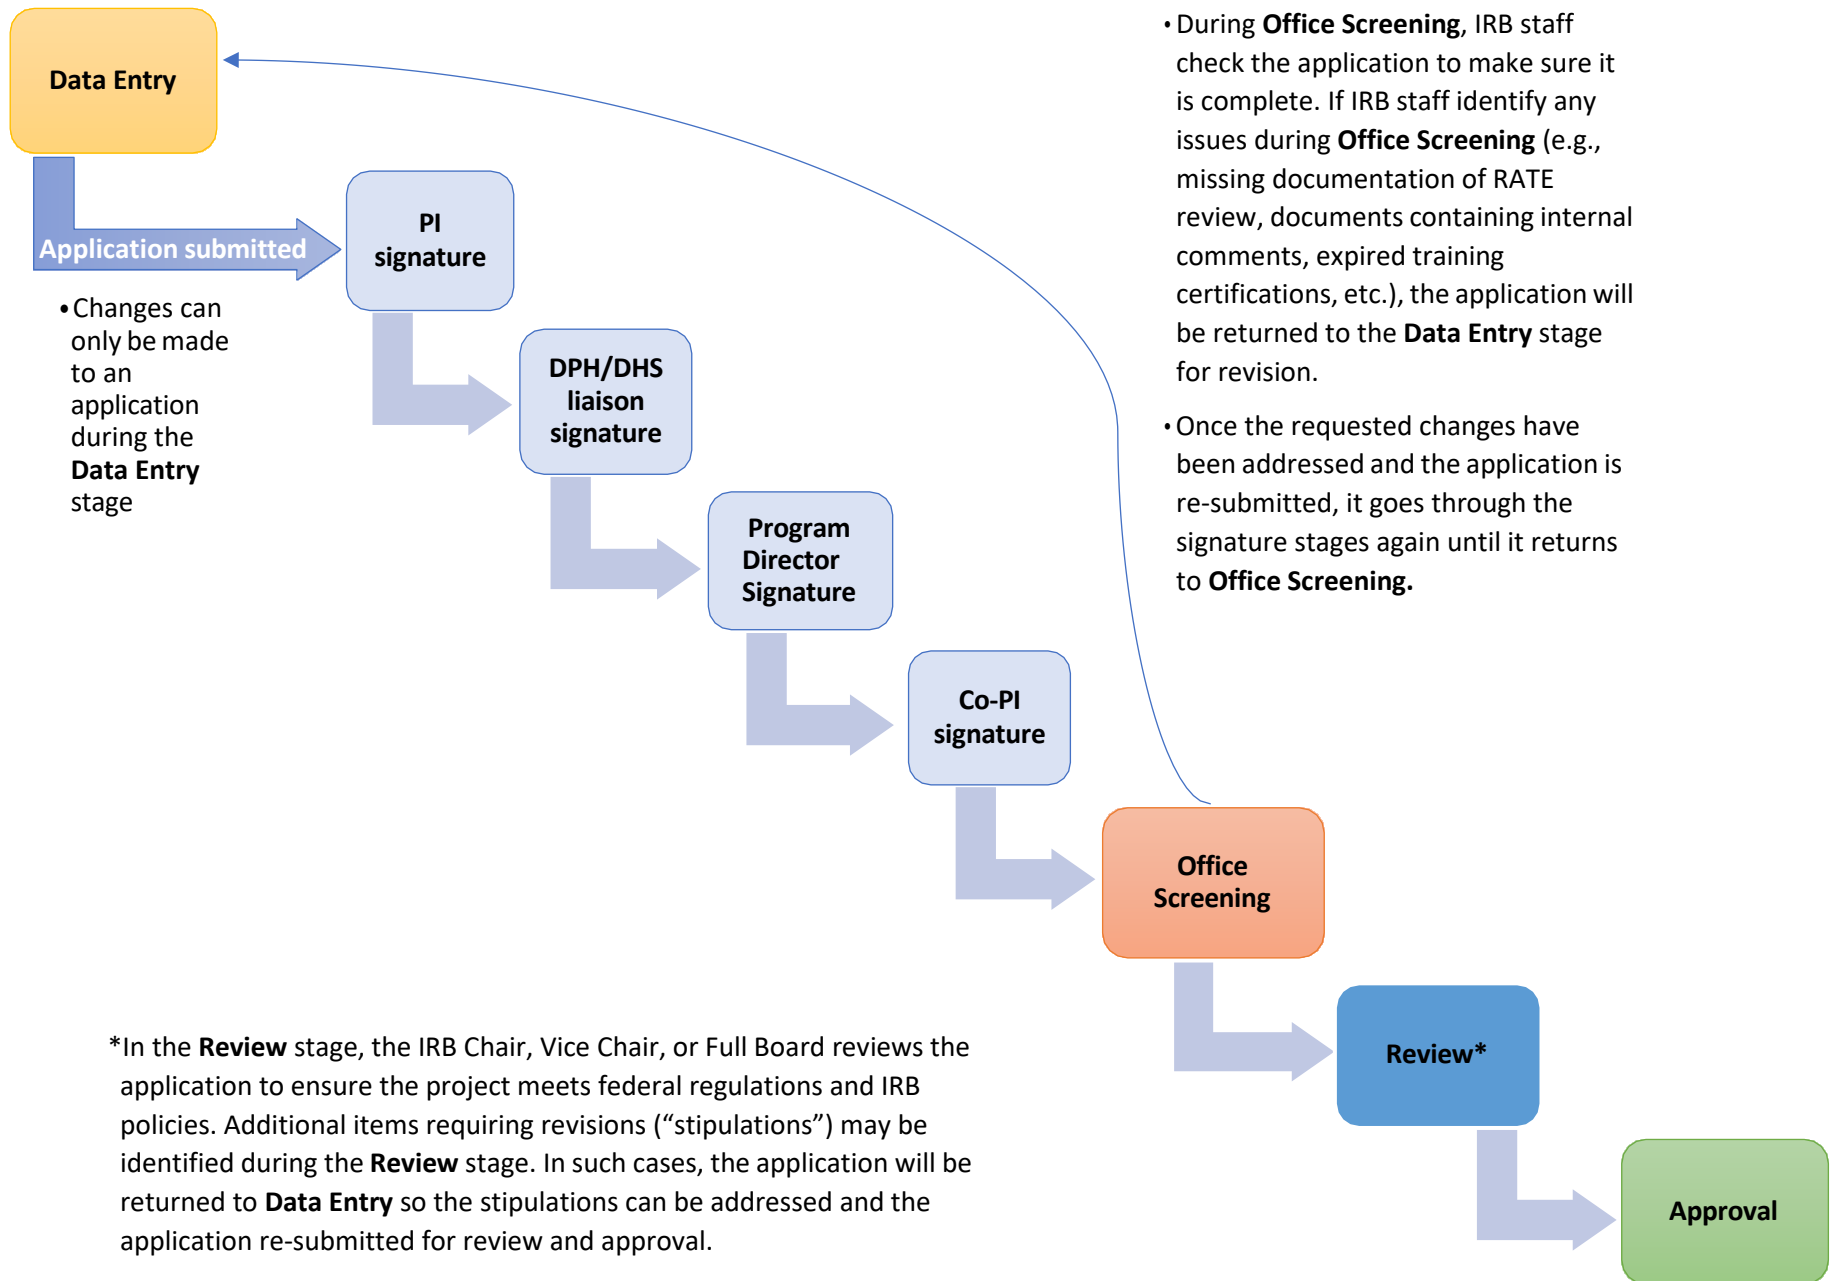 Data Entry
Application submitted
• Changes can
only be made
to an
application
during the
Data Entry
stage
PI
signature
DPH/DHS
liaison
signature
Program
Director
Signature
Co-PI
signature
Office
Screening
Review*
Approval
• During Office Screening, IRB staff
check the application to make sure it
is complete. If IRB staff identify any
issues during Office Screening (e.g.,
missing documentation of RATE
review, documents containing internal
comments, expired training
certifications, etc.), the application will
be returned to the Data Entry stage
for revision.
• Once the requested changes have
been addressed and the application is
re-submitted, it goes through the
signature stages again until it returns
to Office Screening.
*In the Review stage, the IRB Chair, Vice Chair, or Full Board reviews the
application to ensure the project meets federal regulations and IRB
policies. Additional items requiring revisions (“stipulations”) may be
identified during the Review stage. In such cases, the application will be
returned to Data Entry so the stipulations can be addressed and the
application re-submitted for review and approval.